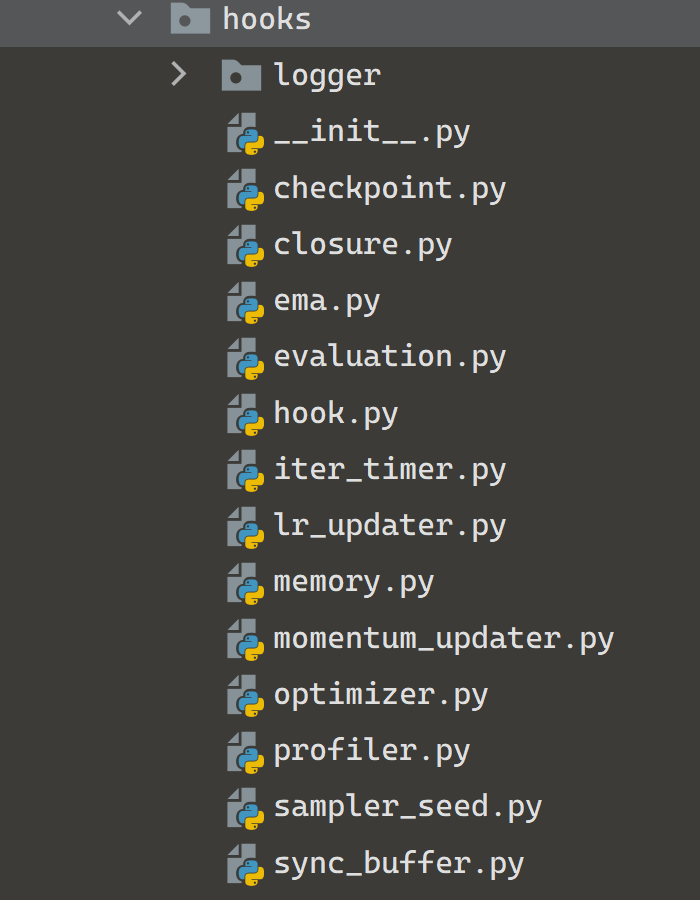 hooks
logger
__init__.py
checkpoint.py
closure.py
ema.py
evaluation.py
hook.py
iter_timer.py
lr_updater.py
memory.py
momentum_updater.py
optimizer.py
profiler.py
sampler_seed.py
sync_buffer.py